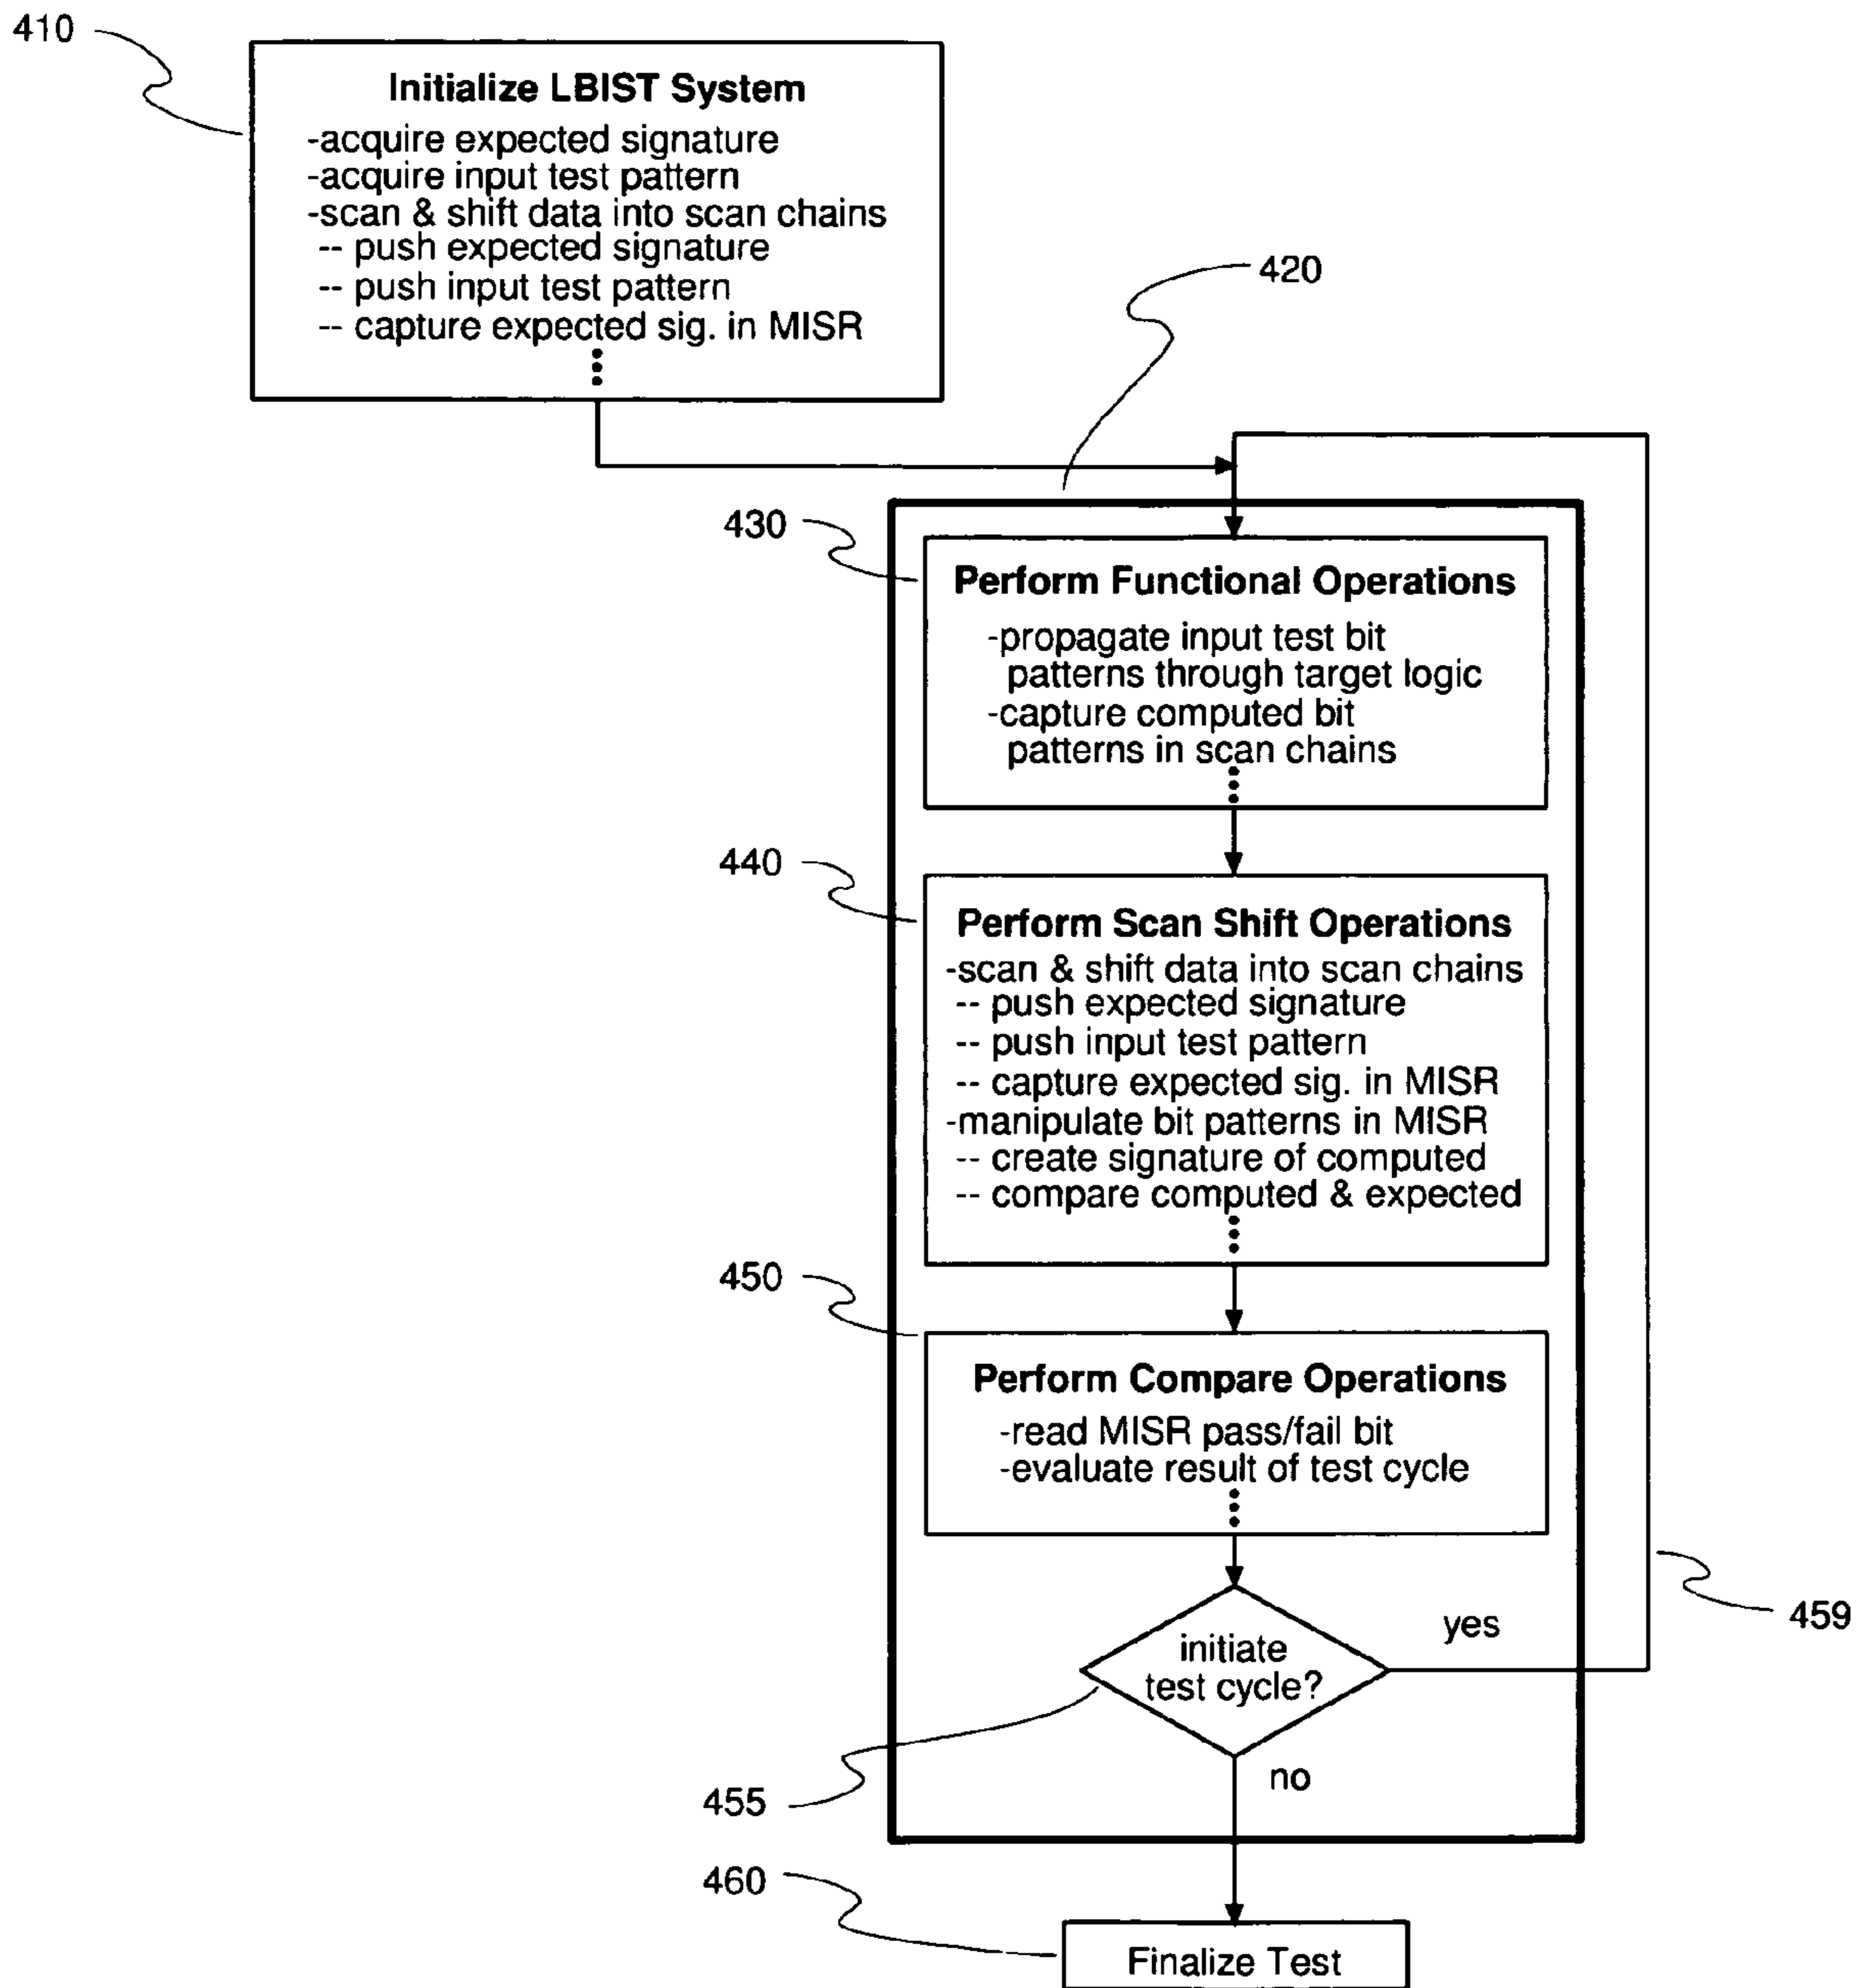 410
Initialize LBIST System
-acquire expected signature
-acquire input test pattern
-scan & shift data into scan chains
-- push expected signature
-- push input test pattern
-- capture expected sig. in MISR
420
430
Perform Functional Operations
-propagate input test bit
patterns through target logic
-capture computed bit
patterns in scan chains
440
Perform Scan Shift Operations
-scan & shift data into scan chains
-- push expected signature
-- push input test pattern
-- capture expected sig. in MISR
-manipulate bit patterns in MISR
-- create signature of computed
-- compare computed & expected
450
Perform Compare Operations
-read MISR pass/fail bit
-evaluate result of test cycle
459
yes
initiate
test cycle?
455
no
460
Finalize Test